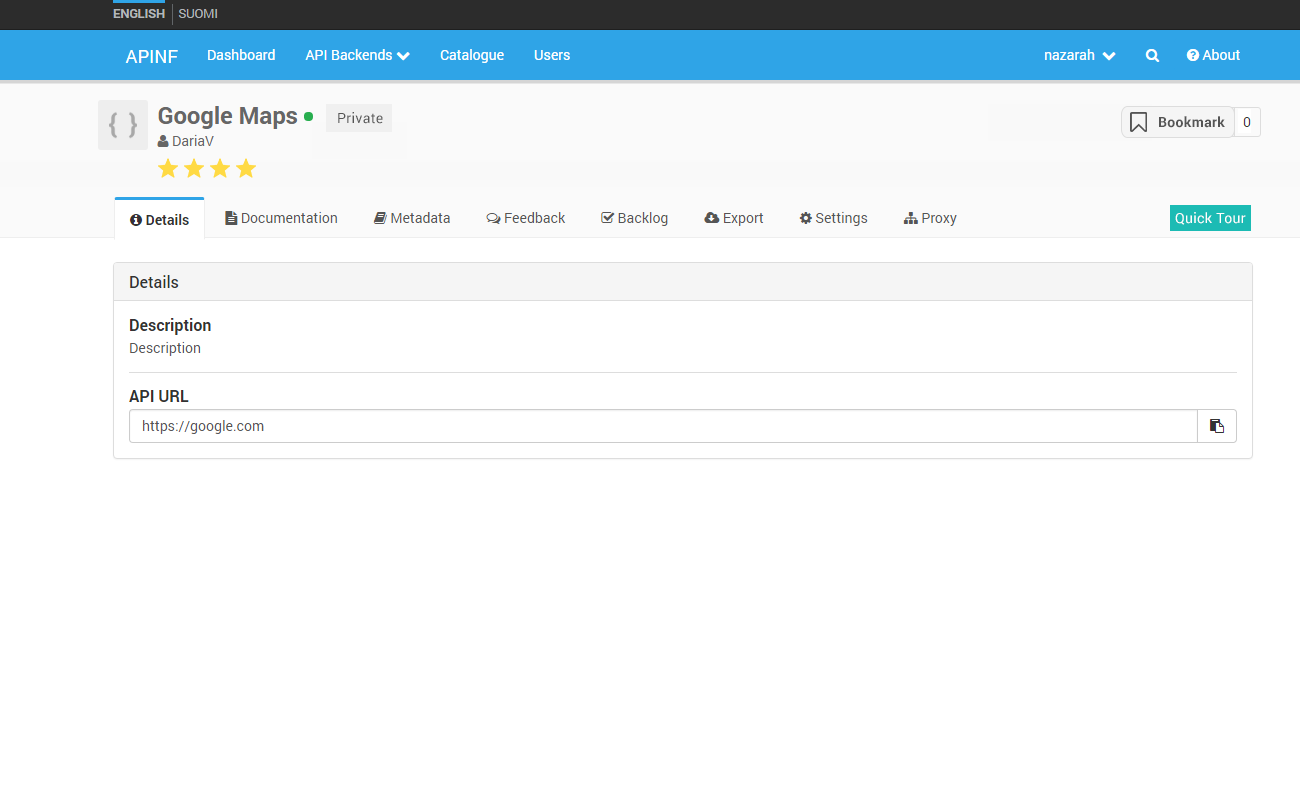 ENGLISH SUOMI
APINF Dashboard API Backends Catalogue Users nazarah About
Google Maps Private Bookmark 0
DariaV
Details Documentation Metadata Feedback Backlog Export Settings Proxy Quick Tour
Details
Description
Description
API URL
https://google.com